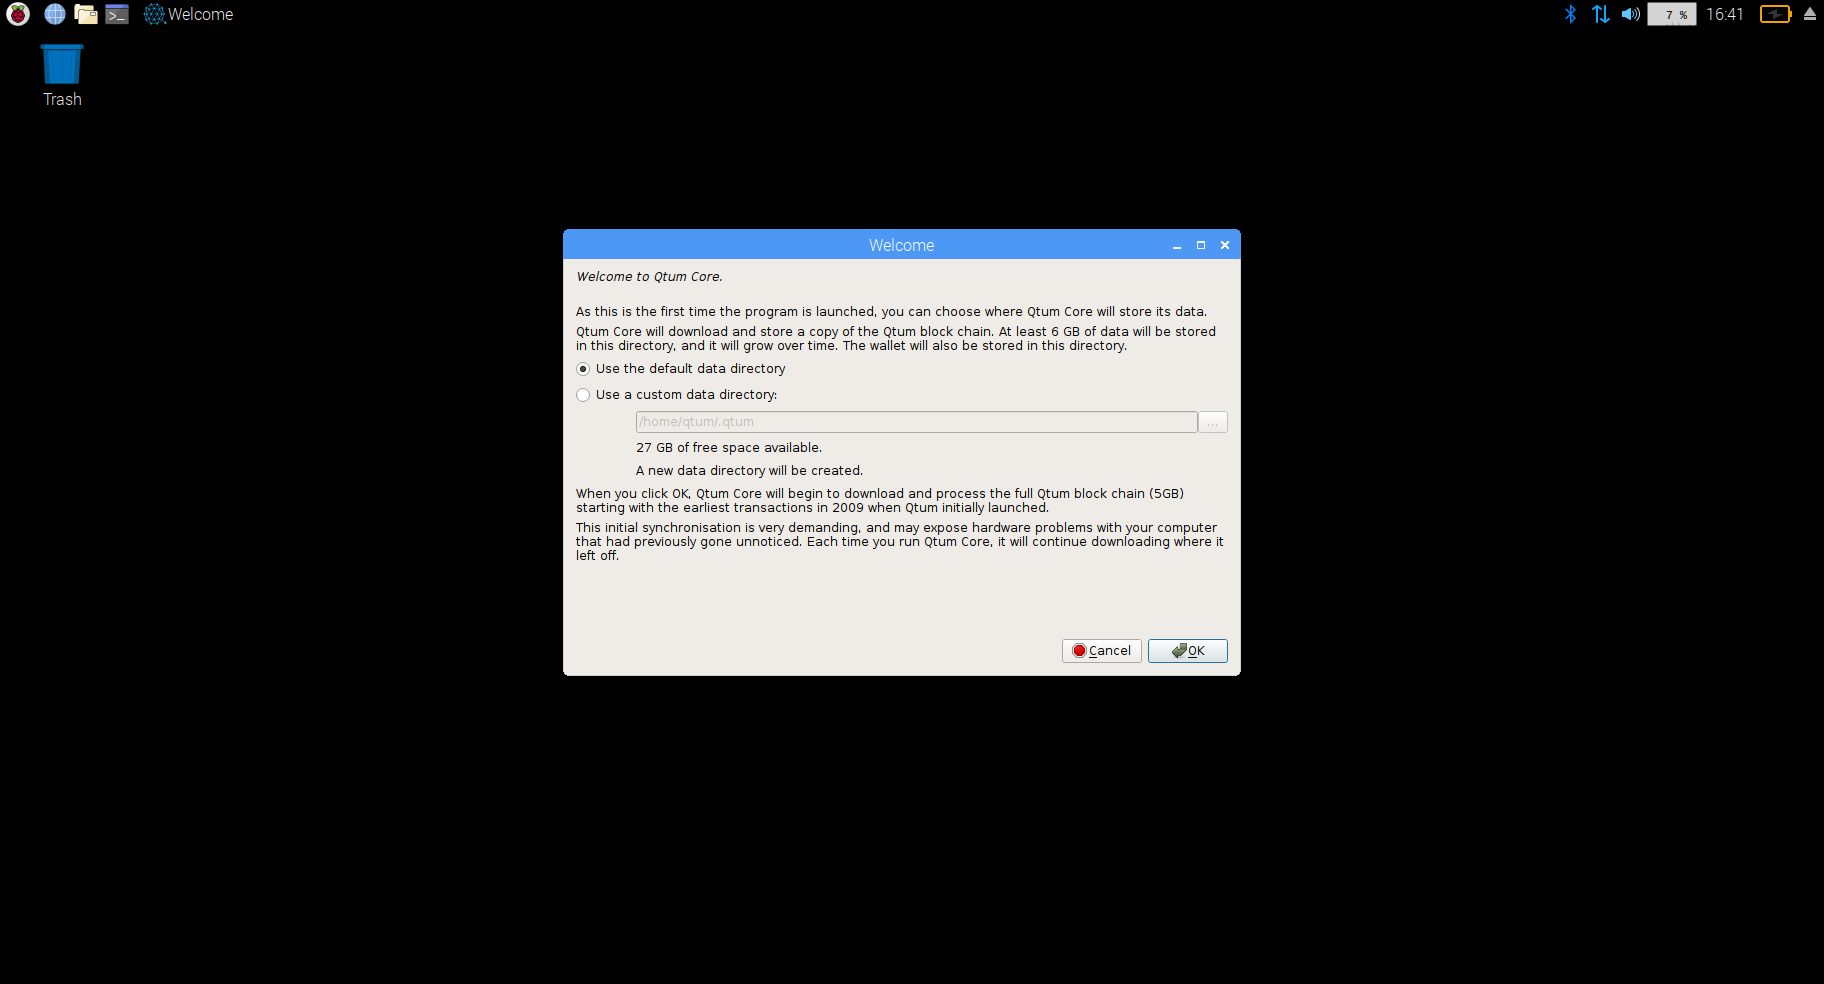 Welcome
7 %
16:41
Trash
Welcome
Welcome to Qtum Core.
As this is the first time the program is launched, you can choose where Qtum Core will store its data.
Qtum Core will download and store a copy of the Qtum block chain. At least 6 GB of data will be stored
in this directory, and it will grow over time. The wallet will also be stored in this directory.
Use the default data directory
Use a custom data directory:
/home/qtum/.qtum
...
27 GB of free space available.
A new data directory will be created.
When you click OK, Qtum Core will begin to download and process the full Qtum block chain (5GB)
starting with the earliest transactions in 2009 when Qtum initially launched.
This initial synchronisation is very demanding, and may expose hardware problems with your computer
that had previously gone unnoticed. Each time you run Qtum Core, it will continue downloading where it
left off.
Cancel
OK